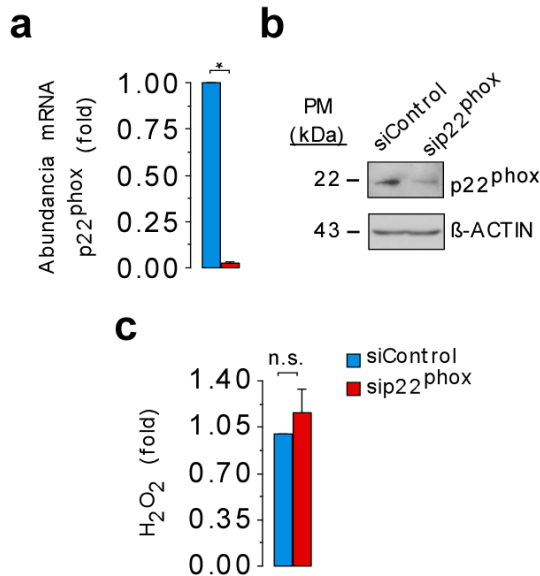 a
Abundancia mRNA
p22phox (fold)
1.00
0.75
0.50
0.25
0.00
*
b
PM
(kDa)
siControl
sip22phox
22
p22phox
43
ß-ACTIN
c
n.s.
siControl
sip22phox
H2O2 (fold)
1.40
1.05
0.70
0.35
0.00